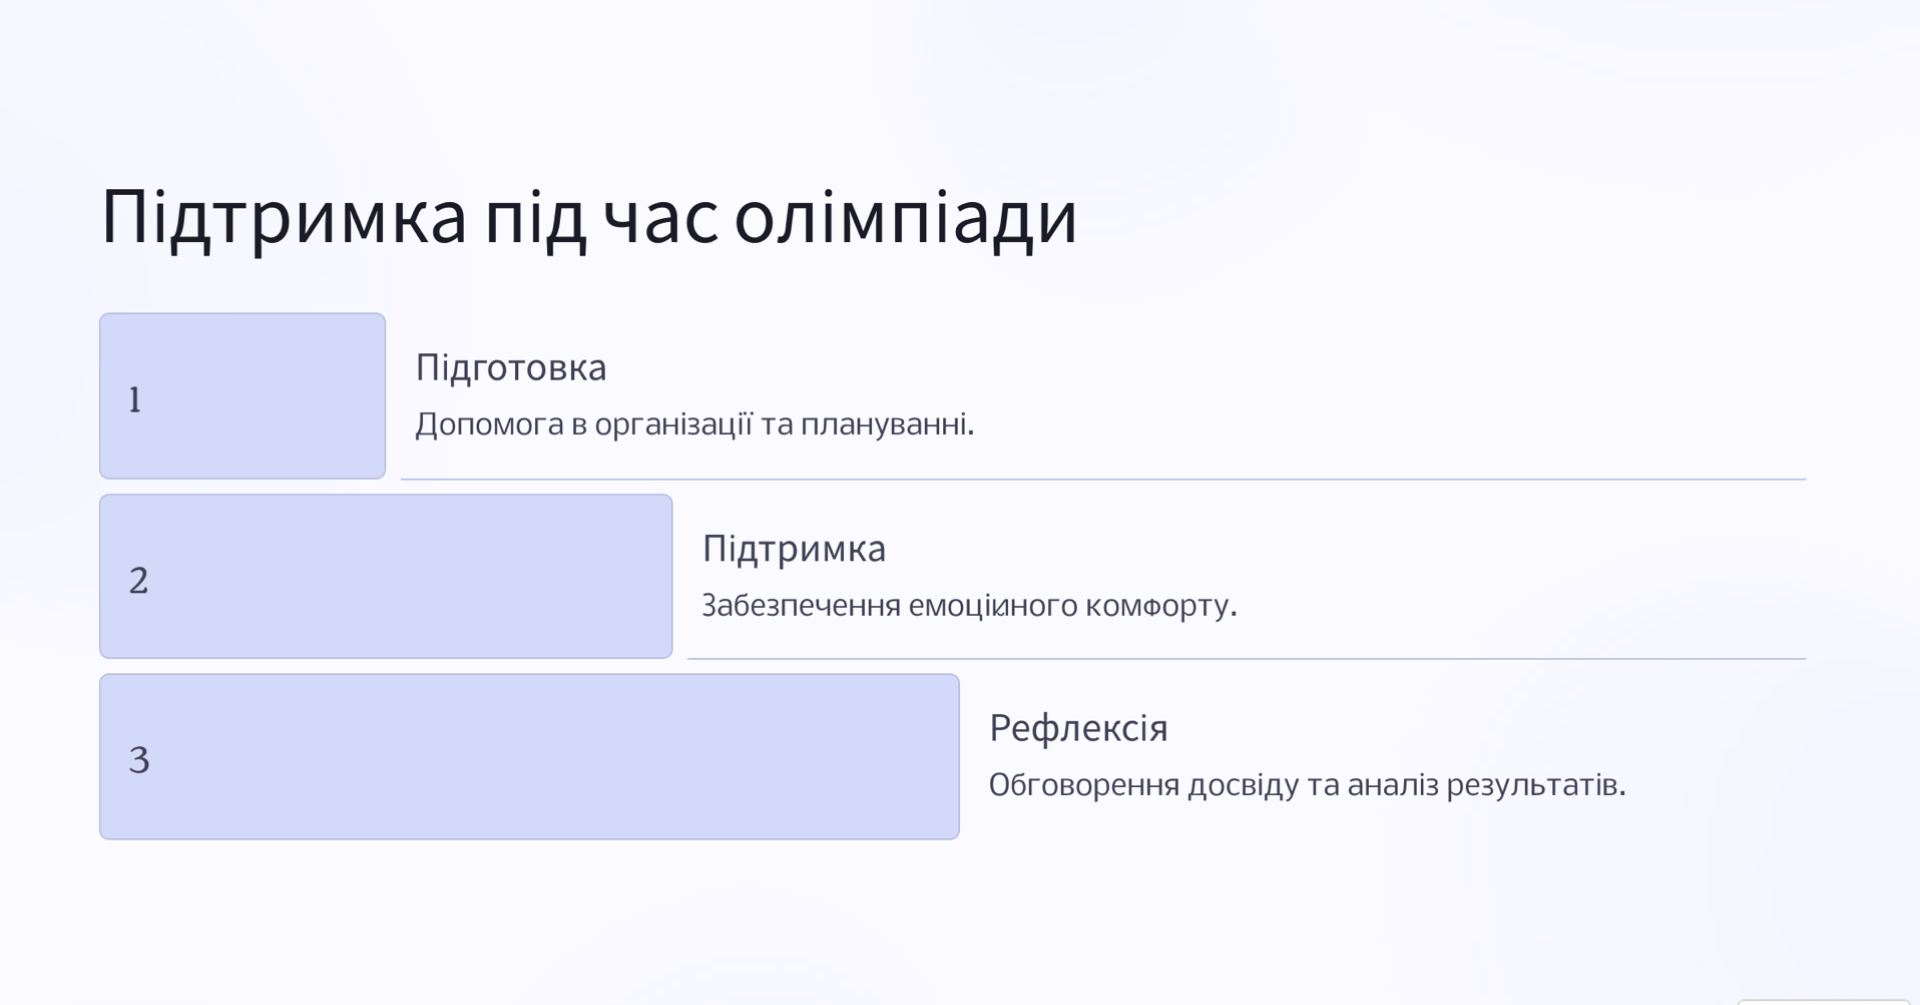 Підтримка під час олімпіади
1
Підготовка
Допомога в організації та плануванні.
2
Підтримка
Забезпечення емоційного комфорту.
3
Рефлексія
Обговорення досвіду та аналіз результатів.